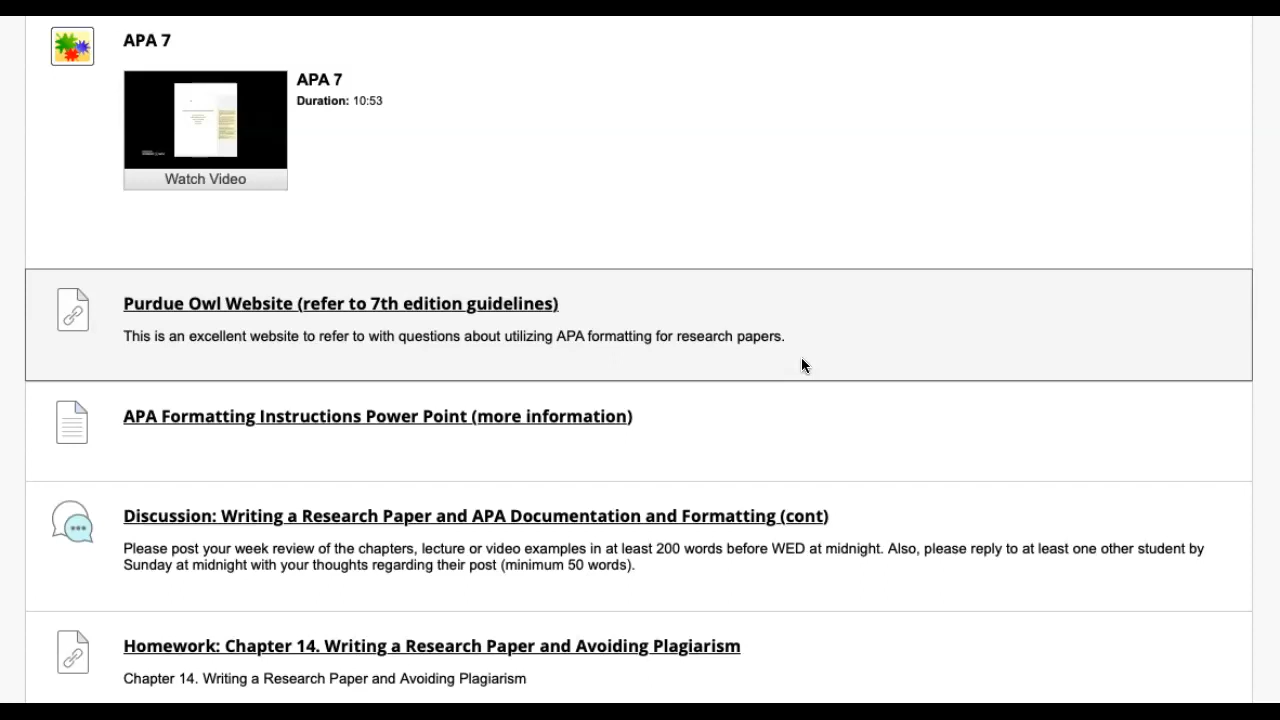 APA 7
APA 7
Duration: 10:53
Watch Video
Purdue Owl Website (refer to 7th edition guidelines)
This is an excellent website to refer to with questions about utilizing APA formatting for research papers.
APA Formatting Instructions Power Point (more information)
Discussion: Writing a Research Paper and APA Documentation and Formatting (cont)
Please post your week review of the chapters, lecture or video examples in at least 200 words before WED at midnight. Also, please reply to at least one other student by
Sunday at midnight with your thoughts regarding their post (minimum 50 words).
Homework: Chapter 14. Writing a Research Paper and Avoiding Plagiarism
Chapter 14. Writing a Research Paper and Avoiding Plagiarism